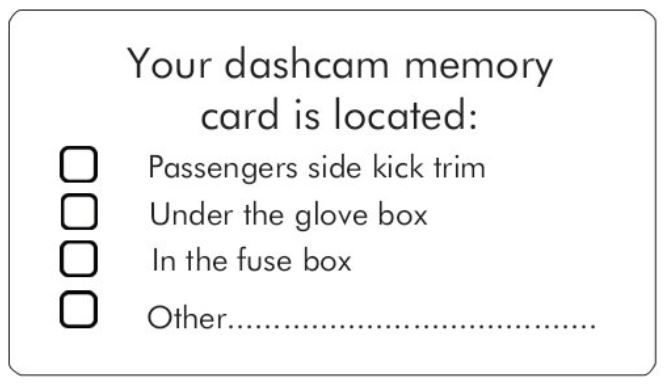 Your dashcam memory
card is located:
Passengers side kick trim
Under the glove box
In the fuse box
Other.........................................